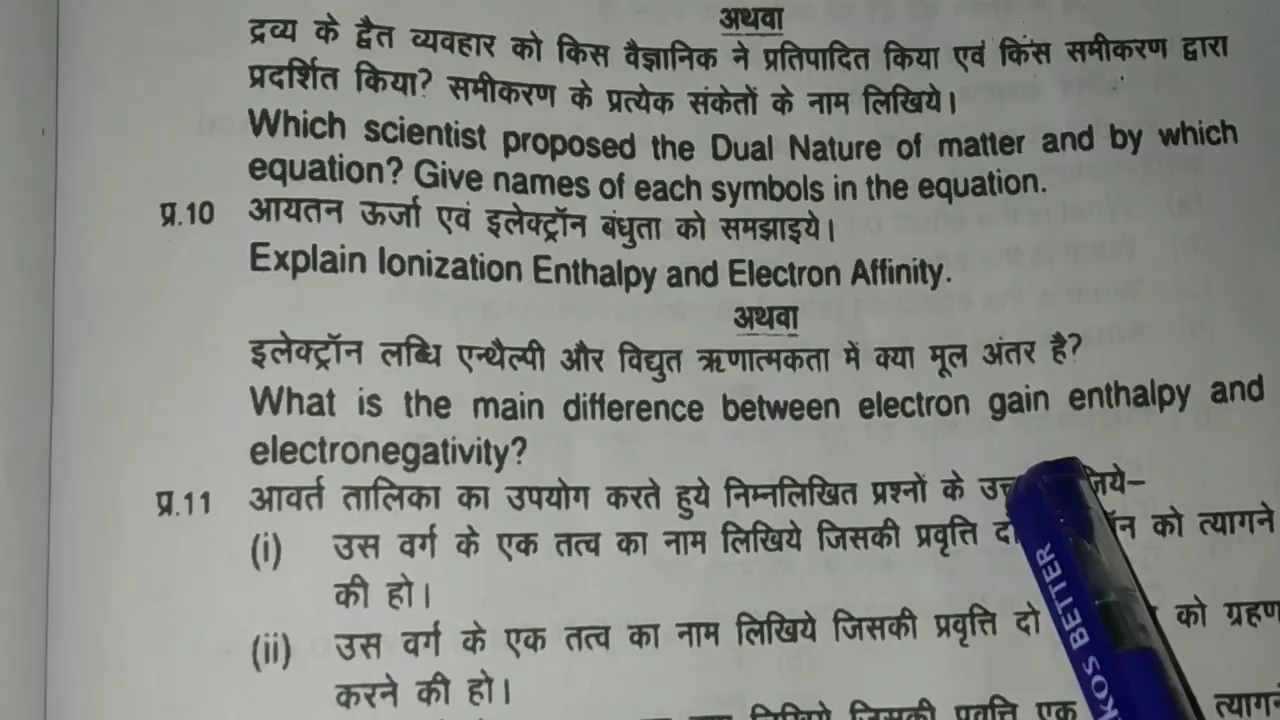 अथवा
द्रव्य के द्वैत व्यवहार को किस वैज्ञानिक ने प्रतिपादित किया एवं किस समीकरण द्वारा
प्रदर्शित किया? समीकरण के प्रत्येक संकेतों के नाम लिखिये।
Which scientist proposed the Dual Nature of matter and by which
equation? Give names of each symbols in the equation.
प्र.10 आयतन ऊर्जा एवं इलेक्ट्रॉन बंधुता को समझाइये।
Explain Ionization Enthalpy and Electron Affinity.
अथवा
इलेक्ट्रॉन लब्धि एन्थैल्पी और विद्युत ऋणात्मकता में क्या मूल अंतर है?
What is the main difference between electron gain enthalpy and
electronegativity?
प्र.11 आवर्त तालिका का उपयोग करते हुये निम्नलिखित प्रश्नों के
(i) उस वर्ग के एक तत्व का नाम लिखिये जिसकी प्रवृत्ति दो को त्यागने
की हो।
(ii) उस वर्ग के एक तत्व का नाम लिखिये जिसकी प्रवृत्ति दो को ग्रहण
करने की हो।
लिखिये जिसकी प्रवृत्ति एक
KOS BETTER